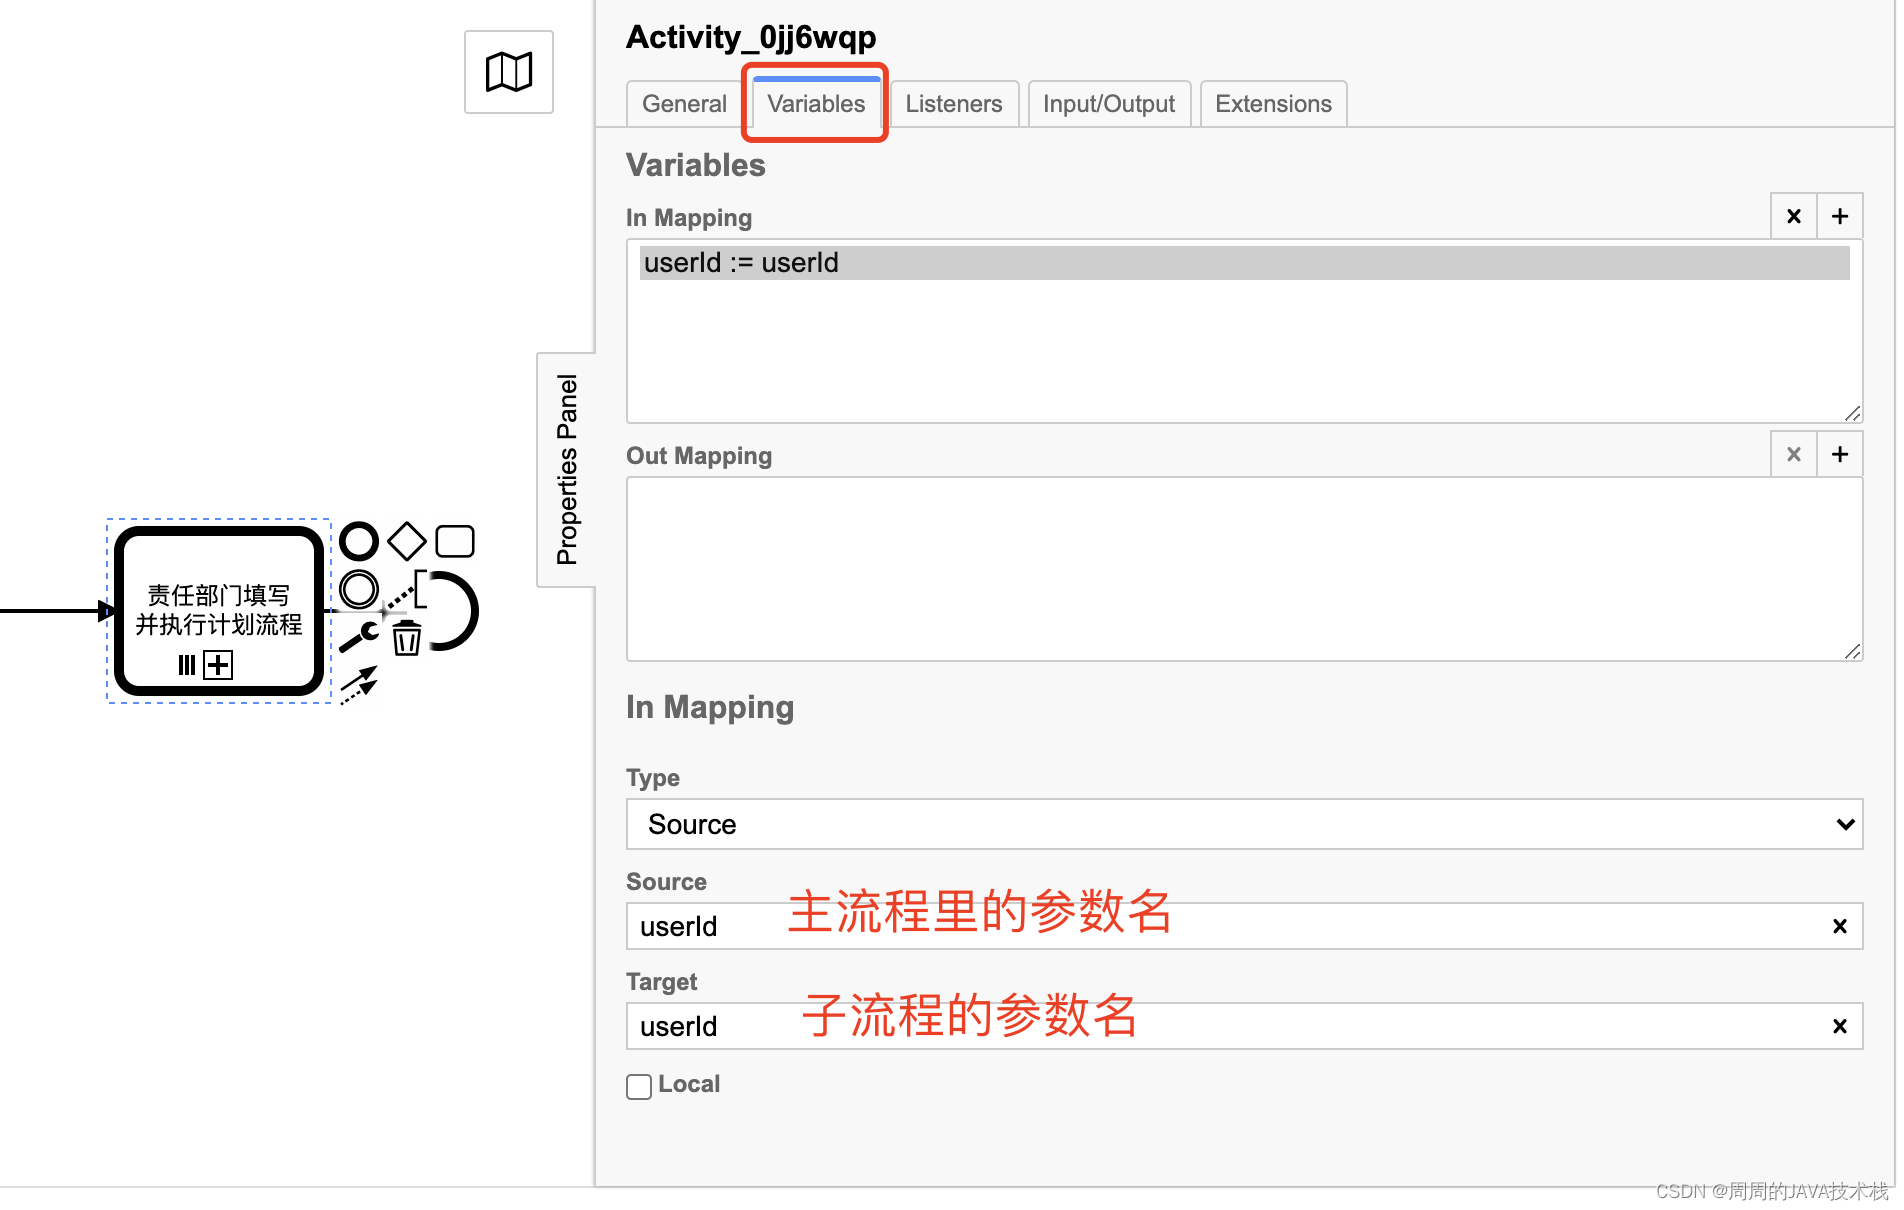 Activity_0jj6wqp
General
Variables
Listeners
Input/Output
Extensions
Variables
In Mapping
userId := userId
Properties Panel
Out Mapping
责任部门填写
并执行计划流程
In Mapping
Type
Source
Source
userId
主流程里的参数名
Target
userId
子流程的参数名
Local
CSDN @周周的JAVA技术栈